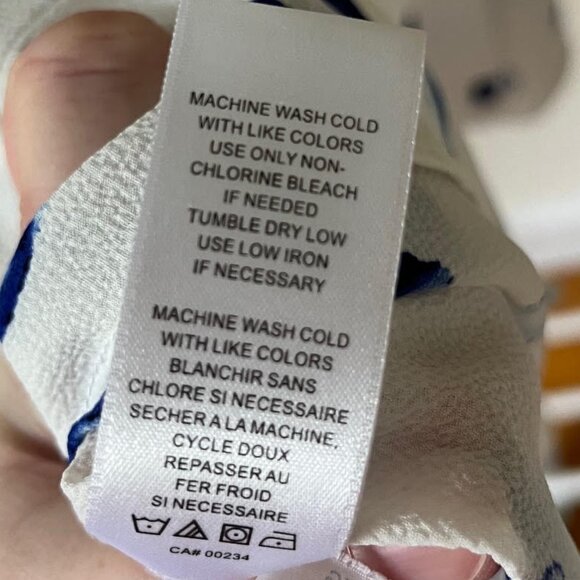 MACHINE WASH COLD
WITH LIKE COLORS
USE ONLY NON-
CHLORINE BLEACH
IF NEEDED
TUMBLE DRY LOW
USE LOW IRON
IF NECESSARY
MACHINE WASH COLD
WITH LIKE COLORS
BLANCHIR SANS
CHLORE SI NECESSAIRE
SECHER A LA MACHINE,
CYCLE DOUX
REPASSER AU
FER FROID
SI NECESSAIRE
CA# 00234